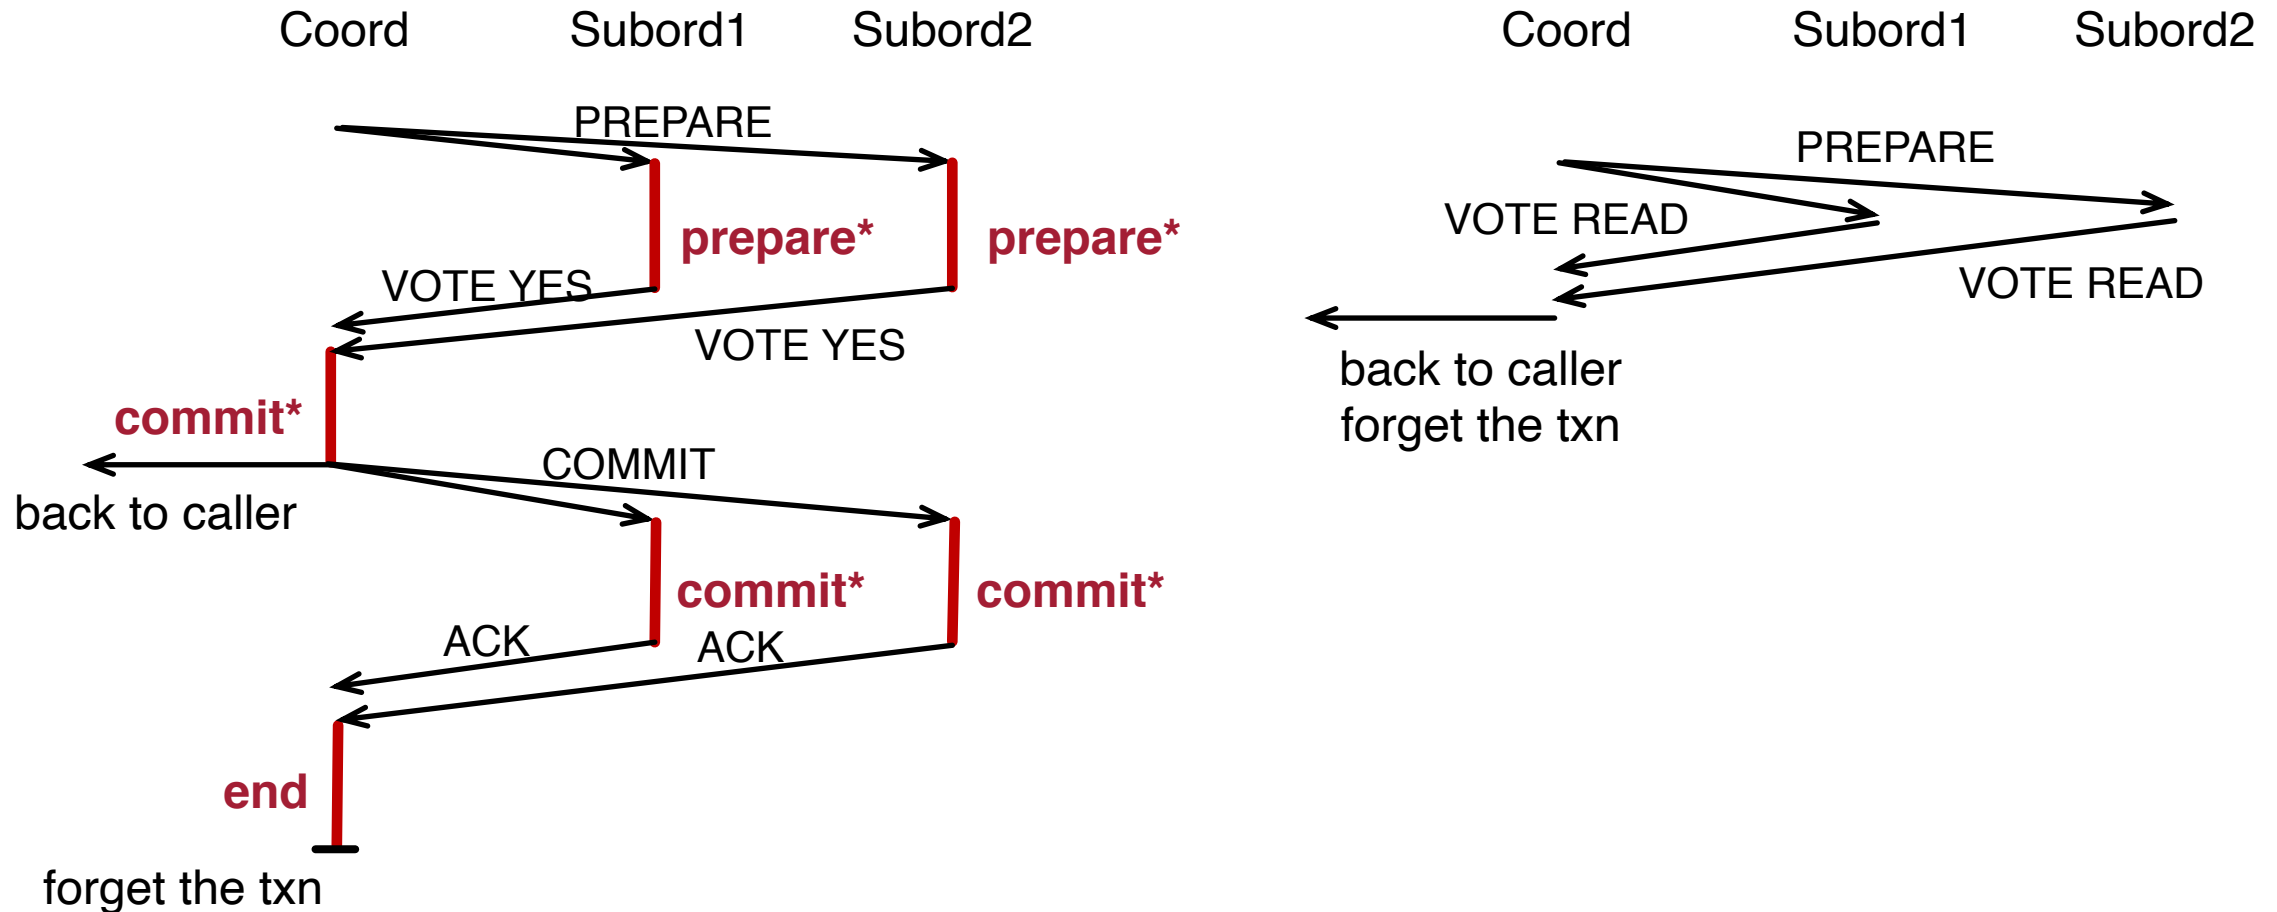 Coord
Subord1
Subord2
PREPARE
prepare*
prepare*
VOTE YES
VOTE YES
commit*
COMMIT
back to caller
commit*
commit*
ACK
ACK
end
forget the txn
Coord
Subord1
Subord2
PREPARE
VOTE READ
VOTE READ
back to caller
forget the txn